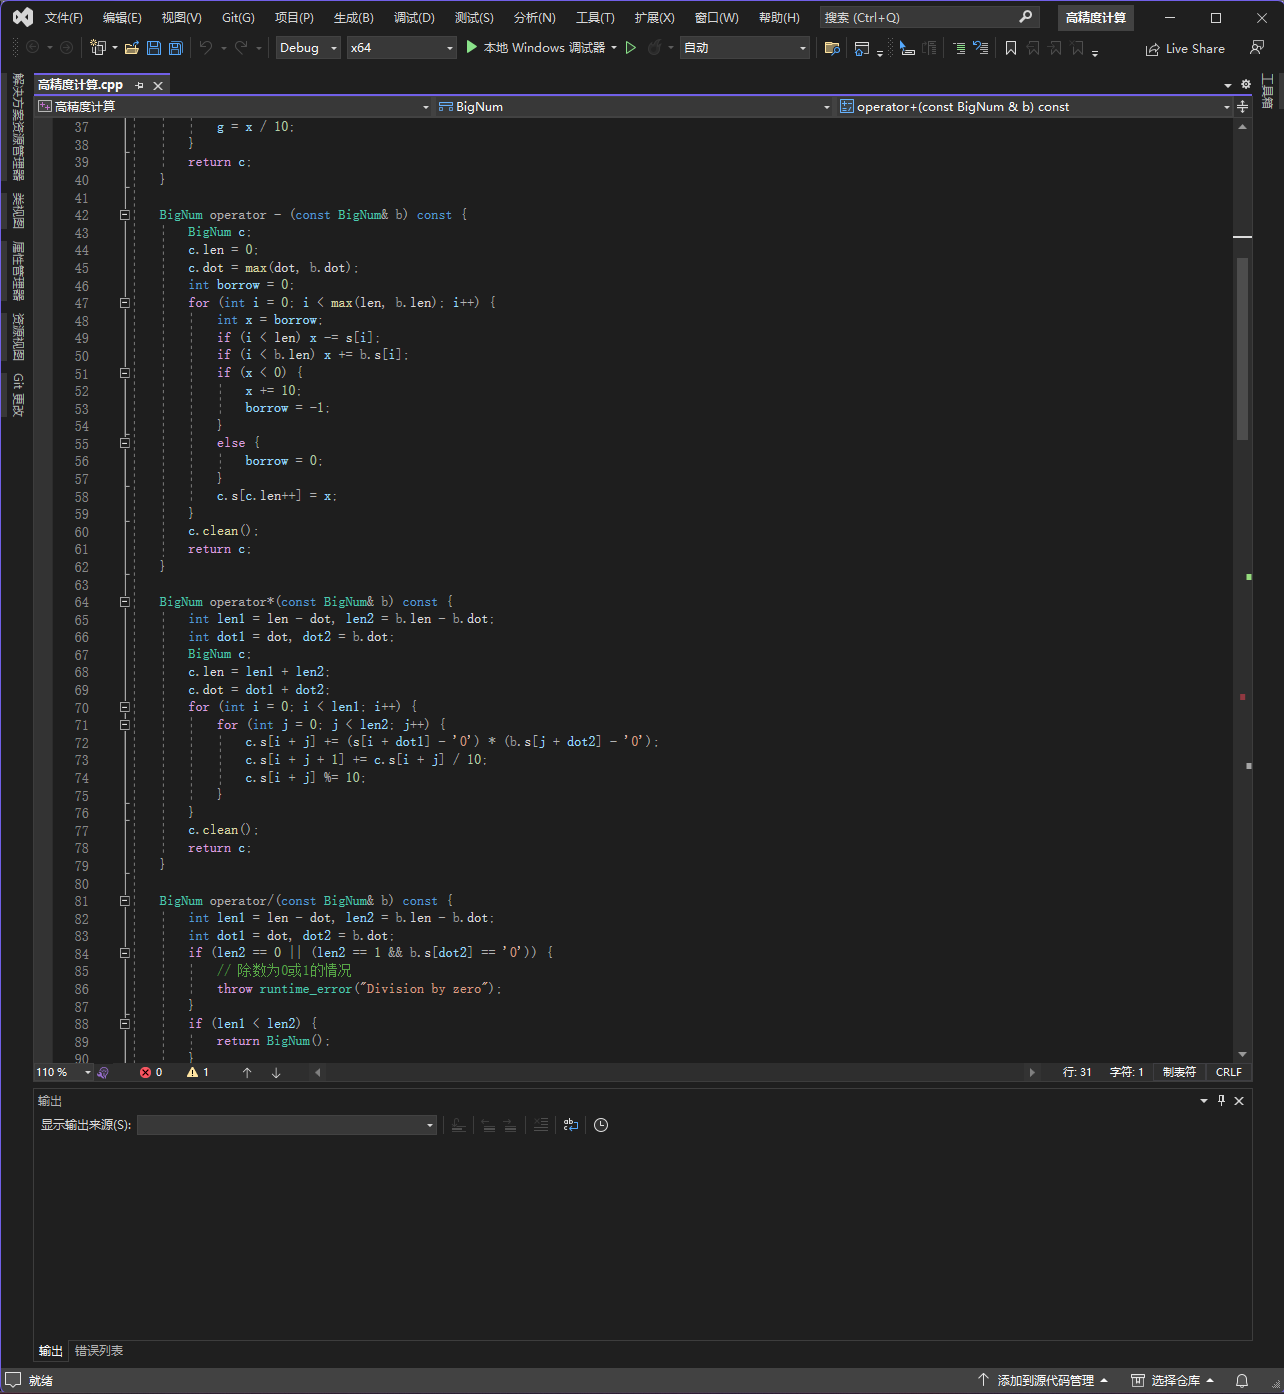 文件(F) 编辑(E) 视图(V) Git(G) 项目(P) 生成(B) 调试(D) 测试(S) 分析(N) 工具(T) 扩展(X) 窗口(W) 帮助(H) 搜索 (Ctrl+Q) 高精度计算
Debug x64 本地 Windows 调试器 自动 Live Share
解决方案资源管理器
类视图
属性管理器
资源视图
Git 更改
工具箱
高精度计算.cpp
高精度计算 BigNum operator+(const BigNum & b) const
37 g = x / 10;
38 }
39 return c;
40 }
41
42 BigNum operator - (const BigNum& b) const {
43 BigNum c;
44 c.len = 0;
45 c.dot = max(dot, b.dot);
46 int borrow = 0;
47 for (int i = 0; i < max(len, b.len); i++) {
48 int x = borrow;
49 if (i < len) x -= s[i];
50 if (i < b.len) x += b.s[i];
51 if (x < 0) {
52 x += 10;
53 borrow = -1;
54 }
55 else {
56 borrow = 0;
57 }
58 c.s[c.len++] = x;
59 }
60 c.clean();
61 return c;
62 }
63
64 BigNum operator*(const BigNum& b) const {
65 int len1 = len - dot, len2 = b.len - b.dot;
66 int dot1 = dot, dot2 = b.dot;
67 BigNum c;
68 c.len = len1 + len2;
69 c.dot = dot1 + dot2;
70 for (int i = 0; i < len1; i++) {
71 for (int j = 0; j < len2; j++) {
72 c.s[i + j] += (s[i + dot1] - '0') * (b.s[j + dot2] - '0');
73 c.s[i + j + 1] += c.s[i + j] / 10;
74 c.s[i + j] %= 10;
75 }
76 }
77 c.clean();
78 return c;
79 }
80
81 BigNum operator/(const BigNum& b) const {
82 int len1 = len - dot, len2 = b.len - b.dot;
83 int dot1 = dot, dot2 = b.dot;
84 if (len2 == 0 || (len2 == 1 && b.s[dot2] == '0')) {
85 // 除数为0或1的情况
86 throw runtime_error("Division by zero");
87 }
88 if (len1 < len2) {
89 return BigNum();
90 }
110 % 0 1 行: 31 字符: 1 制表符 CRLF
输出
显示输出来源(S):
输出 错误列表
就绪 添加到源代码管理 选择仓库